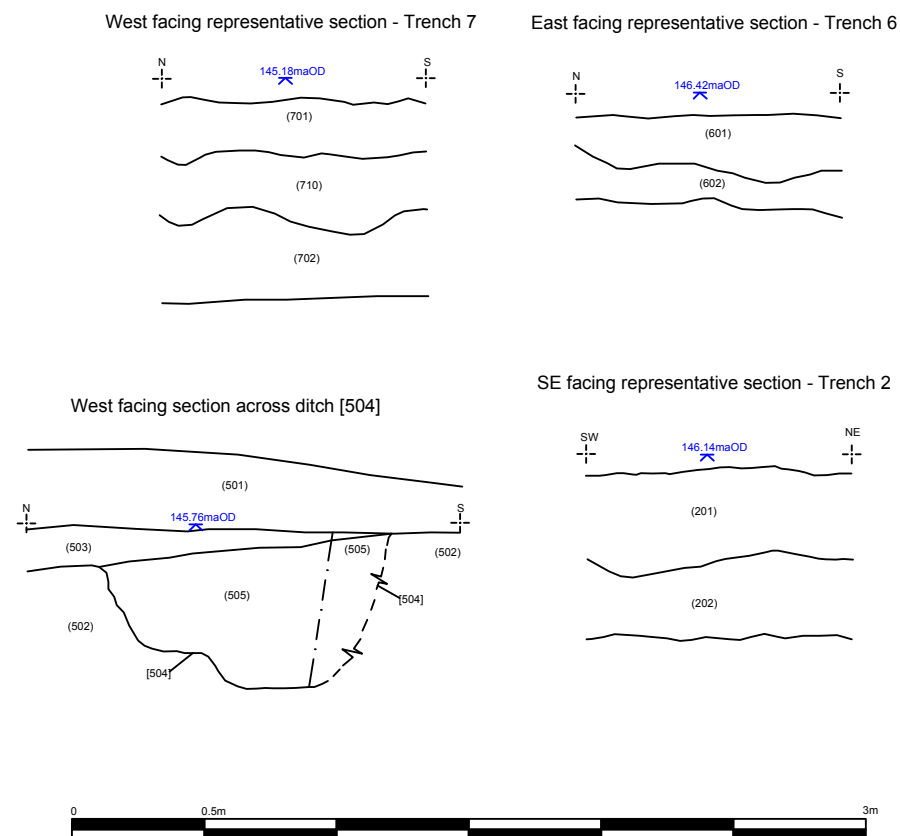 West facing representative section - Trench 7
N
145.18maOD
S
(701)
(710)
(702)
East facing representative section - Trench 6
N
146.42maOD
S
(601)
(602)
West facing section across ditch [504]
(501)
N
145.76maOD
S
(503)
(505)
(502)
(505)
[504]
(502)
[504]
SE facing representative section - Trench 2
SW
146.14maOD
NE
(201)
(202)
0
0.5m
3m